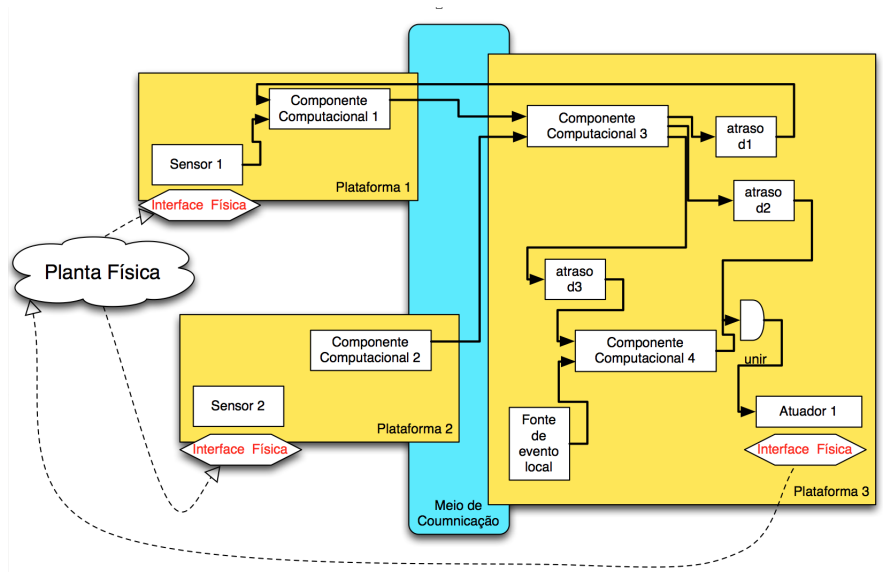 Componente
Computacional 1
Sensor 1
Plataforma 1
Interface Física
Planta Física
Componente
Computacional 2
Sensor 2
Plataforma 2
Interface Física
Meio de
Coumnicação
Componente
Computacional 3
atraso
d1
atraso
d2
atraso
d3
Componente
Computacional 4
unir
Fonte
de
evento
local
Atuador 1
Interface Física
Plataforma 3